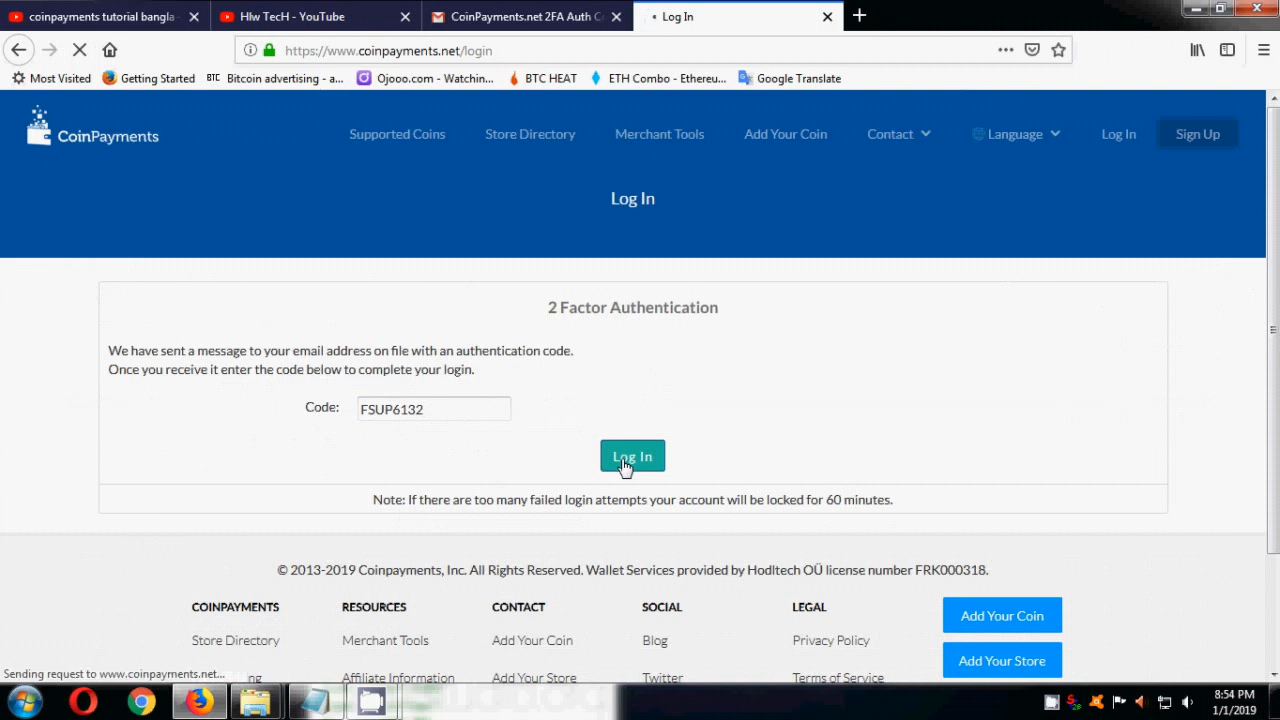 coinpayments tutorial bangla
Hlw TecH - YouTube
CoinPayments.net 2FA Auth C
Log In
https://www.coinpayments.net/login
Most Visited
Getting Started
BTC Bitcoin advertising - a...
Ojooo.com - Watchin...
BTC HEAT
ETH Combo - Ethereu...
Google Translate
CoinPayments
Supported Coins
Store Directory
Merchant Tools
Add Your Coin
Contact
Language
Log In
Sign Up
Log In
2 Factor Authentication
We have sent a message to your email address on file with an authentication code.
Once you receive it enter the code below to complete your login.
Code: FSUP6132
Log In
Note: If there are too many failed login attempts your account will be locked for 60 minutes.
© 2013-2019 Coinpayments, Inc. All Rights Reserved. Wallet Services provided by Hodltech OÜ license number FRK000318.
COINPAYMENTS
RESOURCES
CONTACT
SOCIAL
LEGAL
Add Your Coin
Store Directory
Merchant Tools
Add Your Coin
Blog
Privacy Policy
Add Your Store
Affiliate Information
Add Your Store
Twitter
Terms of Service
Sending request to www.coinpayments.net...
8:54 PM
1/1/2019